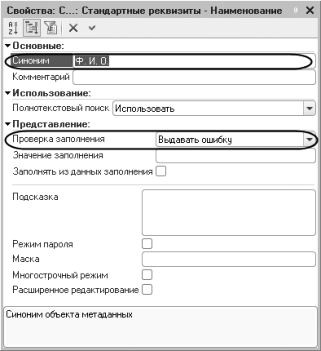 Свойства: С...: Стандартные реквизиты - Наименование
Основные:
Синоним Ф. И. О.
Комментарий
Использование:
Полнотекстовый поиск Использовать
Представление:
Проверка заполнения Выдавать ошибку
Значение заполнения
Заполнять из данных заполнения
Подсказка
Режим пароля
Маска
Многострочный режим
Расширенное редактирование
Синоним объекта метаданных